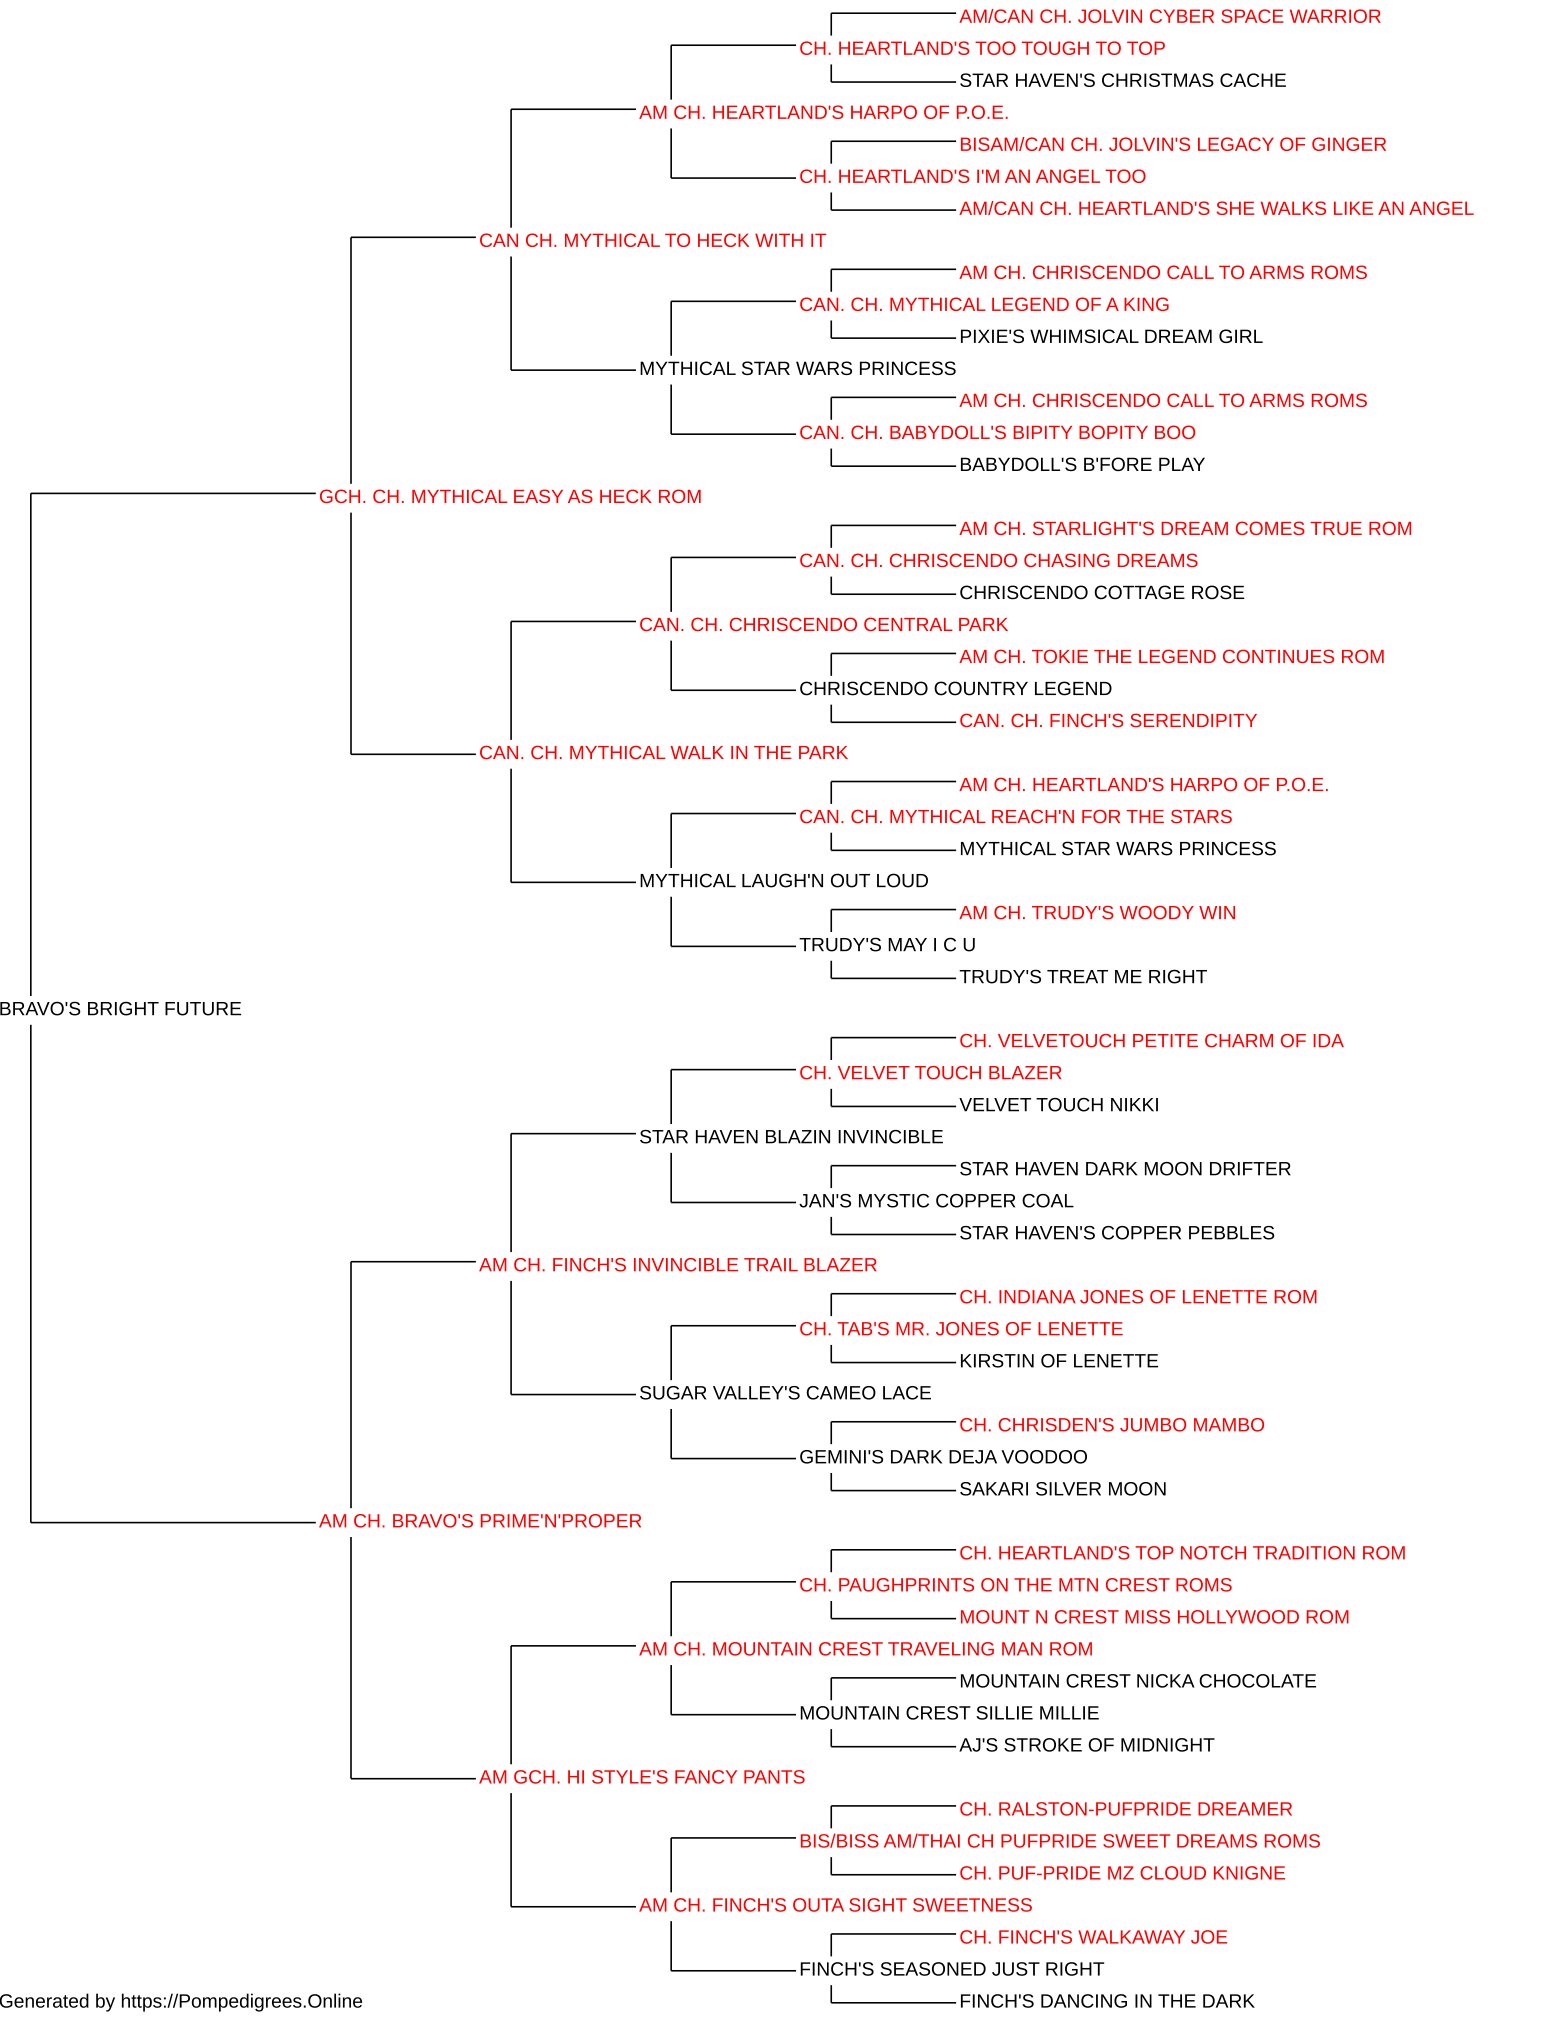 AM/CAN CH. JOLVIN CYBER SPACE WARRIOR
CH. HEARTLAND'S TOO TOUGH TO TOP
STAR HAVEN'S CHRISTMAS CACHE
AM CH. HEARTLAND'S HARPO OF P.O.E.
BISAM/CAN CH. JOLVIN'S LEGACY OF GINGER
CH. HEARTLAND'S I'M AN ANGEL TOO
AM/CAN CH. HEARTLAND'S SHE WALKS LIKE AN ANGEL
CAN CH. MYTHICAL TO HECK WITH IT
AM CH. CHRISCENDO CALL TO ARMS ROMS
CAN. CH. MYTHICAL LEGEND OF A KING
PIXIE'S WHIMSICAL DREAM GIRL
MYTHICAL STAR WARS PRINCESS
AM CH. CHRISCENDO CALL TO ARMS ROMS
CAN. CH. BABYDOLL'S BIPITY BOPITY BOO
BABYDOLL'S B'FORE PLAY
GCH. CH. MYTHICAL EASY AS HECK ROM
AM CH. STARLIGHT'S DREAM COMES TRUE ROM
CAN. CH. CHRISCENDO CHASING DREAMS
CHRISCENDO COTTAGE ROSE
CAN. CH. CHRISCENDO CENTRAL PARK
AM CH. TOKIE THE LEGEND CONTINUES ROM
CHRISCENDO COUNTRY LEGEND
CAN. CH. FINCH'S SERENDIPITY
CAN. CH. MYTHICAL WALK IN THE PARK
AM CH. HEARTLAND'S HARPO OF P.O.E.
CAN. CH. MYTHICAL REACH'N FOR THE STARS
MYTHICAL STAR WARS PRINCESS
MYTHICAL LAUGH'N OUT LOUD
AM CH. TRUDY'S WOODY WIN
TRUDY'S MAY I C U
TRUDY'S TREAT ME RIGHT
BRAVO'S BRIGHT FUTURE
CH. VELVETOUCH PETITE CHARM OF IDA
CH. VELVET TOUCH BLAZER
VELVET TOUCH NIKKI
STAR HAVEN BLAZIN INVINCIBLE
STAR HAVEN DARK MOON DRIFTER
JAN'S MYSTIC COPPER COAL
STAR HAVEN'S COPPER PEBBLES
AM CH. FINCH'S INVINCIBLE TRAIL BLAZER
CH. INDIANA JONES OF LENETTE ROM
CH. TAB'S MR. JONES OF LENETTE
KIRSTIN OF LENETTE
SUGAR VALLEY'S CAMEO LACE
CH. CHRISDEN'S JUMBO MAMBO
GEMINI'S DARK DEJA VOODOO
SAKARI SILVER MOON
AM CH. BRAVO'S PRIME'N'PROPER
CH. HEARTLAND'S TOP NOTCH TRADITION ROM
CH. PAUGHPRINTS ON THE MTN CREST ROMS
MOUNT N CREST MISS HOLLYWOOD ROM
AM CH. MOUNTAIN CREST TRAVELING MAN ROM
MOUNTAIN CREST NICKA CHOCOLATE
MOUNTAIN CREST SILLIE MILLIE
AJ'S STROKE OF MIDNIGHT
AM GCH. HI STYLE'S FANCY PANTS
CH. RALSTON-PUFPRIDE DREAMER
BIS/BISS AM/THAI CH PUFPRIDE SWEET DREAMS ROMS
CH. PUF-PRIDE MZ CLOUD KNIGNE
AM CH. FINCH'S OUTA SIGHT SWEETNESS
CH. FINCH'S WALKAWAY JOE
FINCH'S SEASONED JUST RIGHT
FINCH'S DANCING IN THE DARK
Generated by https://Pompedigrees.Online